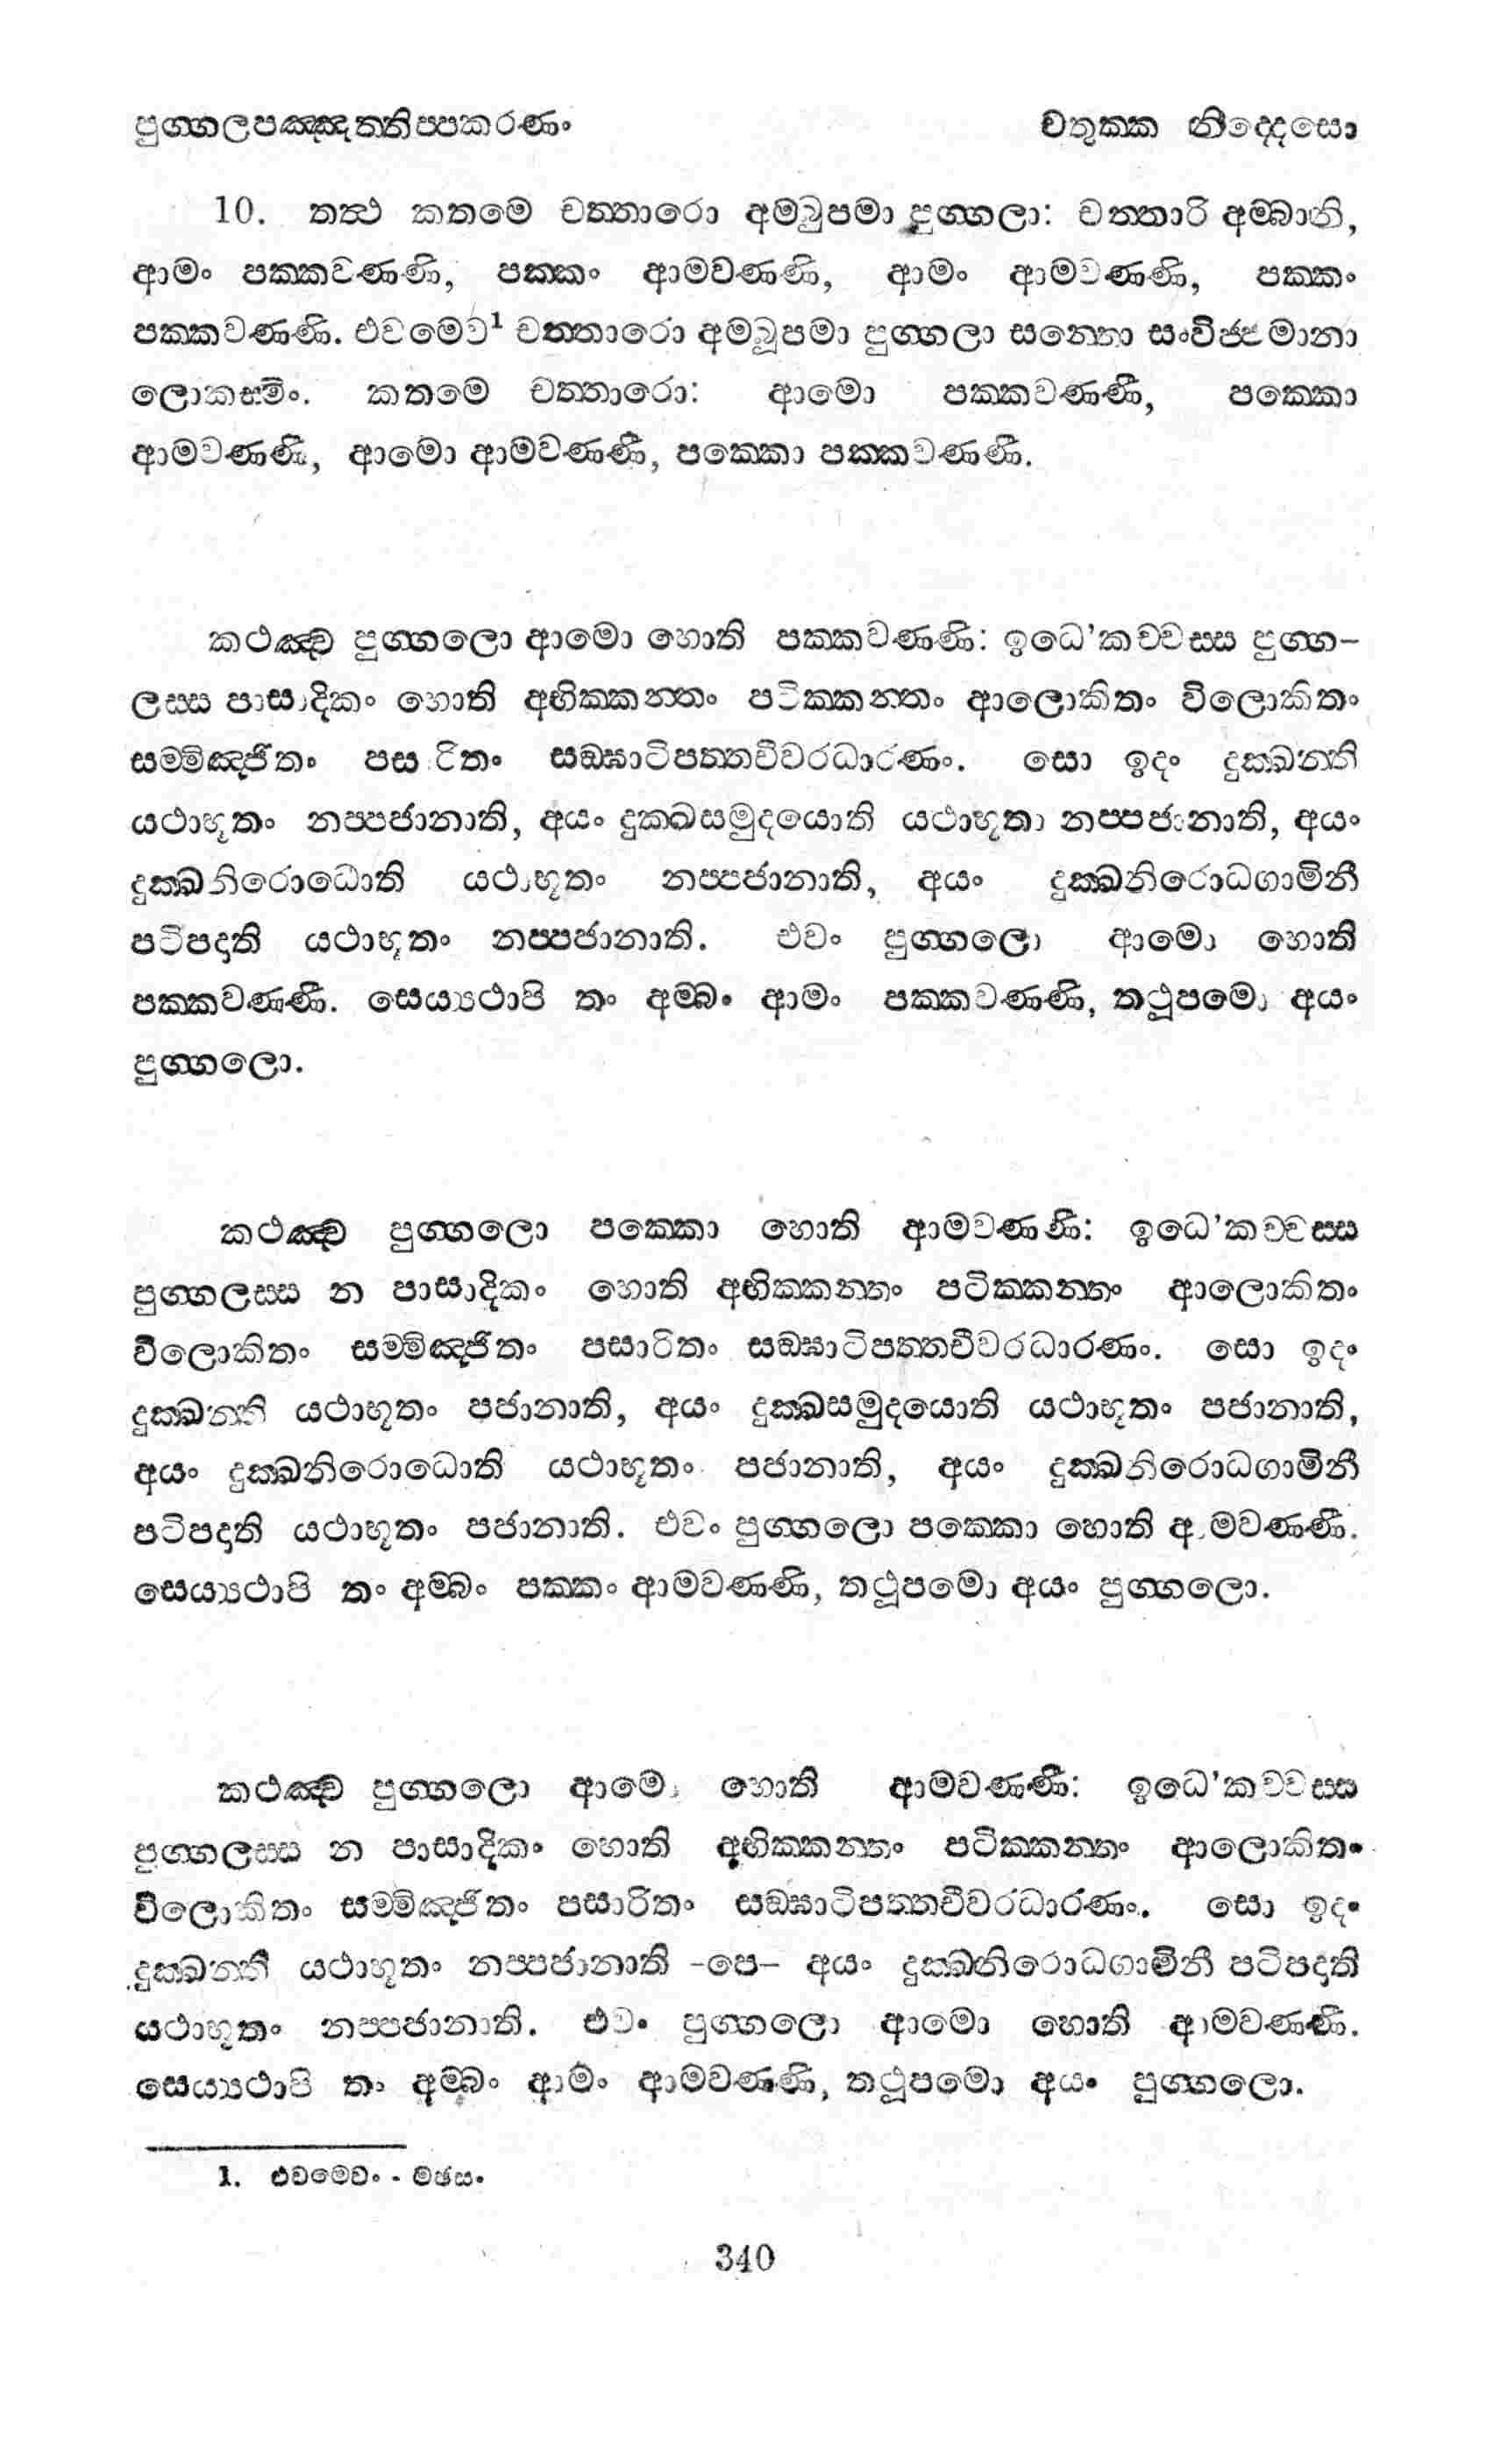 පුග‍්ගලපඤ‍්ඤත‍්තිප‍්පකරණං
චතුක‍්ක නිද‍්දෙසො
10. තත්‍ථ කතමෙ චත‍්තාරො අම‍්බුපමා පුග‍්ගලා: චත‍්තාරි අම‍්බානි,
ආමං පක‍්කවණ‍්ණි, පක‍්කං ආමවණ‍්ණි, ආමං ආමවණ‍්ණි, පක‍්කං
පක‍්කවණ‍්ණි. එවමෙව1 චත‍්තාරො අම‍්බූපමා පුග‍්ගලා සන‍්තො සංවිජ‍්ජමානා
ලොකස‍්මිං. කතමෙ චත‍්තාරො: ආමො පක‍්කවණ‍්ණී, පක‍්කො
ආමවණ‍්ණී, ආමො ආමවණ‍්ණී, පක‍්කො පක‍්කවණ‍්ණී.
කථඤ‍්ච පුග‍්ගලො ආමො හොති පක‍්කවණ‍්ණි: ඉධෙ'කච‍්චස‍්ස පුග‍්ග-
ලස‍්ස පාසාදිකං හොති අභික‍්කන‍්තං පටික‍්කන‍්තං ආලොකිතං විලොකිතං
සම‍්මිඤ‍්ජිතං පසාරිතං සඞ‍්ඝාටිපත‍්තචීවරධාරණං. සො ඉදං දුක‍්ඛන‍්ති
යථාභූතං නප‍්පජානාති, අයං දුක‍්ඛසමුදයොති යථාභූතං නප‍්පජානාති, අයං
දුක‍්ඛනිරොධොති යථාභූතං නප‍්පජානාති, අයං දුක‍්ඛනිරොධගාමිනී
පටිපදාති යථාභූතං නප‍්පජානාති. එවං පුග‍්ගලො ආමො හොති
පක‍්කවණ‍්ණී. සෙය්‍යථාපි තං අම‍්බං ආමං පක‍්කවණ‍්ණි, තථූපමො අයං
පුග‍්ගලො.
කථඤ‍්ච පුග‍්ගලො පක‍්කො හොති ආමවණ‍්ණී: ඉධෙ'කච‍්චස‍්ස
පුග‍්ගලස‍්ස න පාසාදිකං හොති අභික‍්කන‍්තං පටික‍්කන‍්තං ආලොකිතං
විලොකිතං සම‍්මිඤ‍්ජිතං පසාරිතං සඞ‍්ඝාටිපත‍්තචීවරධාරණං. සො ඉදං
දුක‍්ඛන‍්ති යථාභූතං පජානාති, අයං දුක‍්ඛසමුදයොති යථාභූතං පජානාති,
අයං දුක‍්ඛනිරොධොති යථාභූතං පජානාති, අයං දුක‍්ඛනිරොධගාමිනී
පටිපදාති යථාභූතං පජානාති. එවං පුග‍්ගලො පක‍්කො හොති ආමවණ‍්ණී.
සෙය්‍යථාපි තං අම‍්බං පක‍්කං ආමවණ‍්ණි, තථූපමො අයං පුග‍්ගලො.
කථඤ‍්ච පුග‍්ගලො ආමො හොති ආමවණ‍්ණී: ඉධෙ'කච‍්චස‍්ස
පුග‍්ගලස‍්ස න පාසාදිකං හොති අභික‍්කන‍්තං පටික‍්කන‍්තං ආලොකිතං
විලොකිතං සම‍්මිඤ‍්ජිතං පසාරිතං සඞ‍්ඝාටිපත‍්තචීවරධාරණං. සො ඉදං
දුක‍්ඛන‍්තී යථාභූතං නප‍්පජානාති -පෙ- අයං දුක‍්ඛනිරොධගාමිනී පටිපදාති
යථාභූතං නප‍්පජානාති. එවං පුග‍්ගලො ආමො හොති ආමවණ‍්ණී.
සෙය්‍යථාපි තං අම‍්බං ආමං ආමවණ‍්ණි, තථූපමො අයං පුග‍්ගලො.
1. එවමෙවං - මඡසං
340